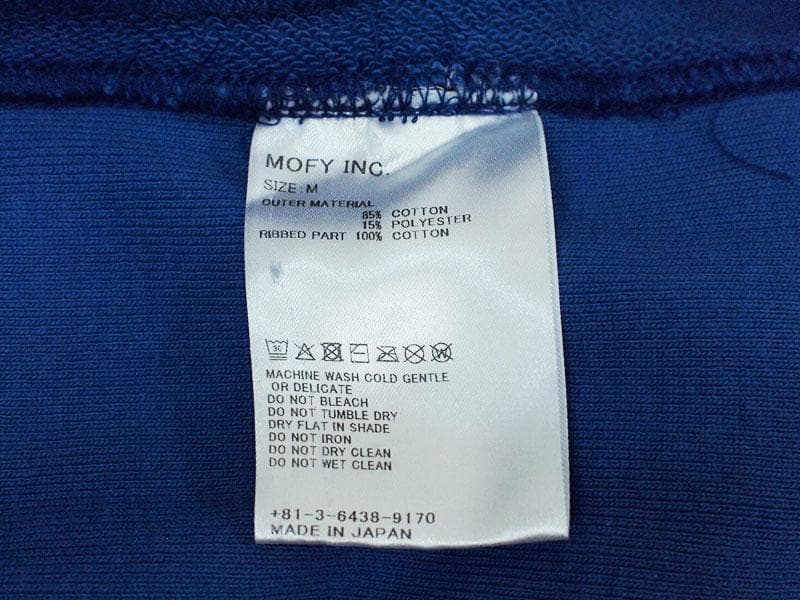 MOFY INC.
SIZE:M
OUTER MATERIAL
85% COTTON
15% POLYESTER
RIBBED PART 100% COTTON
30
W
MACHINE WASH COLD GENTLE
OR DELICATE
DO NOT BLEACH
DO NOT TUMBLE DRY
DRY FLAT IN SHADE
DO NOT IRON
DO NOT DRY CLEAN
DO NOT WET CLEAN
+81-3-6438-9170
MADE IN JAPAN